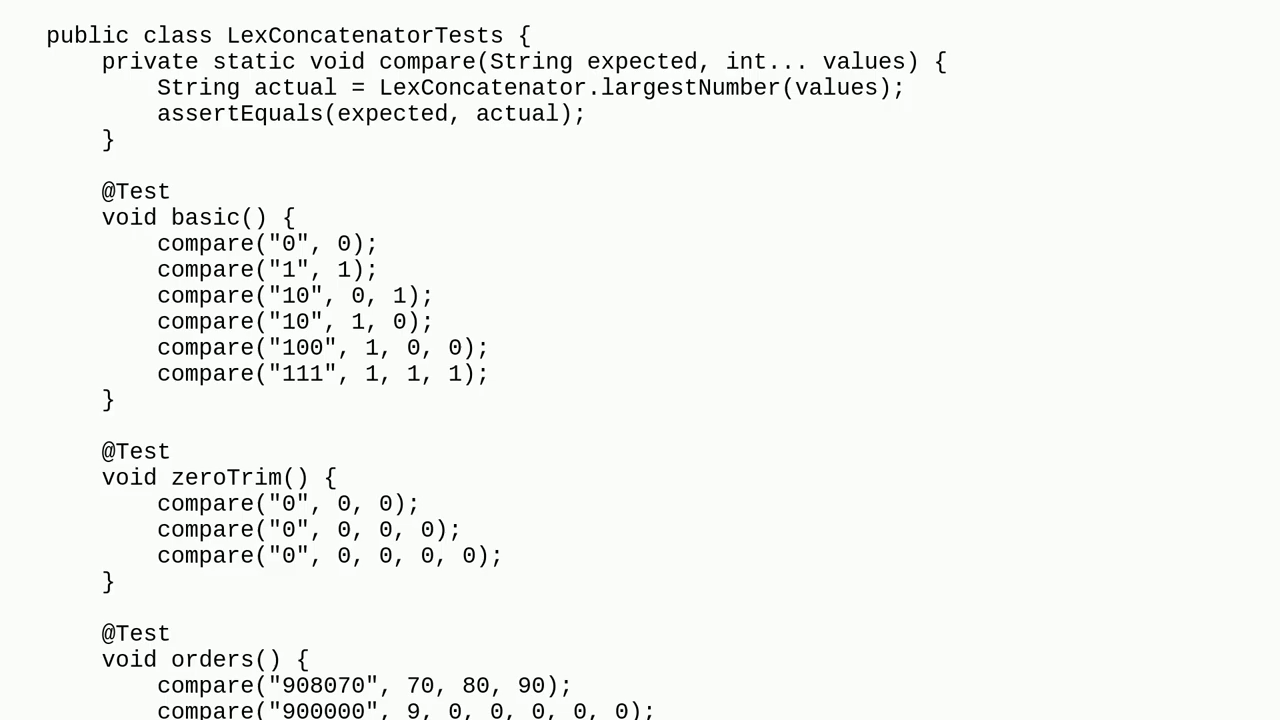 public class LexConcatenatorTests {
    private static void compare(String expected, int... values) {
        String actual = LexConcatenator.largestNumber(values);
        assertEquals(expected, actual);
    }

    @Test
    void basic() {
        compare("0", 0);
        compare("1", 1);
        compare("10", 0, 1);
        compare("10", 1, 0);
        compare("100", 1, 0, 0);
        compare("111", 1, 1, 1);
    }

    @Test
    void zeroTrim() {
        compare("0", 0, 0);
        compare("0", 0, 0, 0);
        compare("0", 0, 0, 0, 0);
    }

    @Test
    void orders() {
        compare("908070", 70, 80, 90);
        compare("900000", 9, 0, 0, 0, 0, 0);